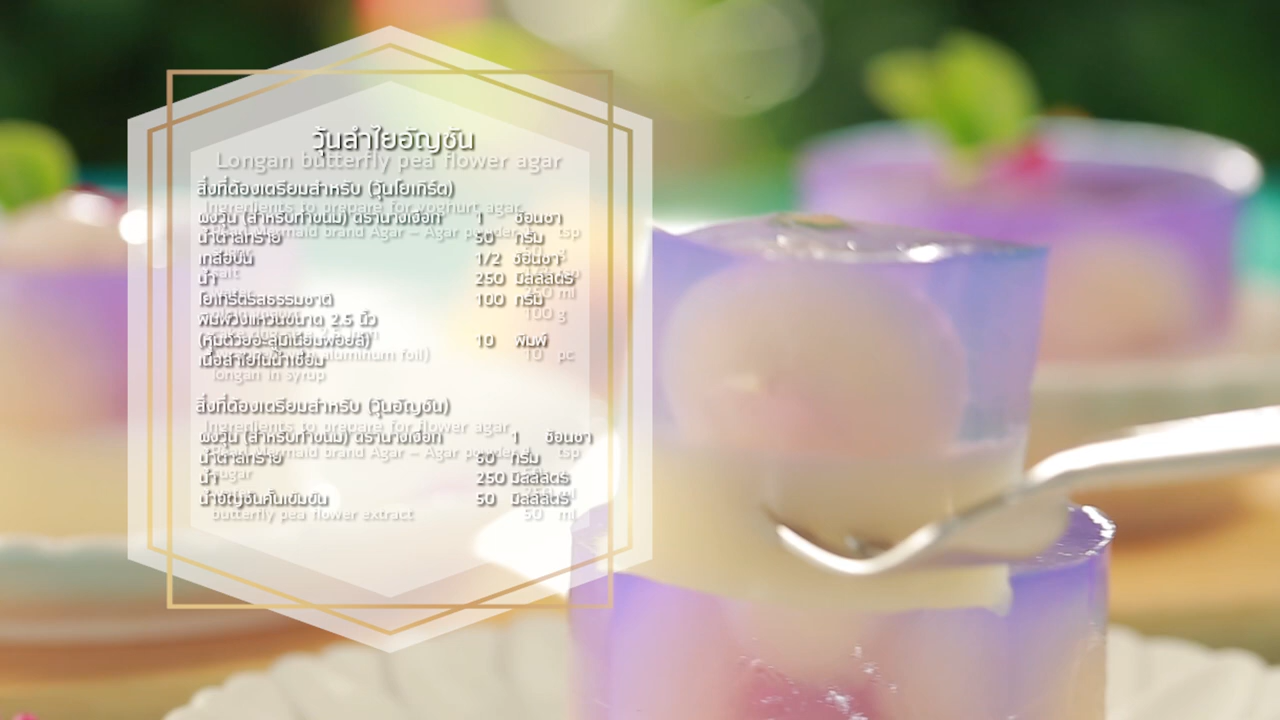 วุ้นลำไยอัญชัน
Longan butterfly pea flower agar
สิ่งที่ต้องเตรียมสำหรับ (วุ้นโยเกิร์ต)
Ingredients to prepare for yoghurt agar
ผงวุ้น (สำหรับทำขนม) ตรานางเงือก 1 ช้อนชา
Mermaid brand Agar – Agar powder 1 tsp
น้ำตาลทราย 50 กรัม
เกลือป่น 1/2 ช้อนชา
salt
น้ำ 250 มิลลิลิตร
250 ml
โยเกิร์ตรสธรรมชาติ 100 กรัม
100 g
พิมพ์วงแหวนขนาด 2.5 นิ้ว
(หุ้มด้วยอะลูมิเนียมฟอยล์) 10 พิมพ์
aluminum foil) 10 pc
เนื้อลำไยในน้ำเชื่อม
longan in syrup
สิ่งที่ต้องเตรียมสำหรับ (วุ้นอัญชัน)
Ingredients to prepare for flower agar
ผงวุ้น (สำหรับทำขนม) ตรานางเงือก 1 ช้อนชา
Mermaid brand Agar – Agar powder 1 tsp
น้ำตาลทราย 50 กรัม
sugar
น้ำ 250 มิลลิลิตร
น้ำอัญชันคั้นเข้มข้น 50 มิลลิลิตร
butterfly pea flower extract 50 ml